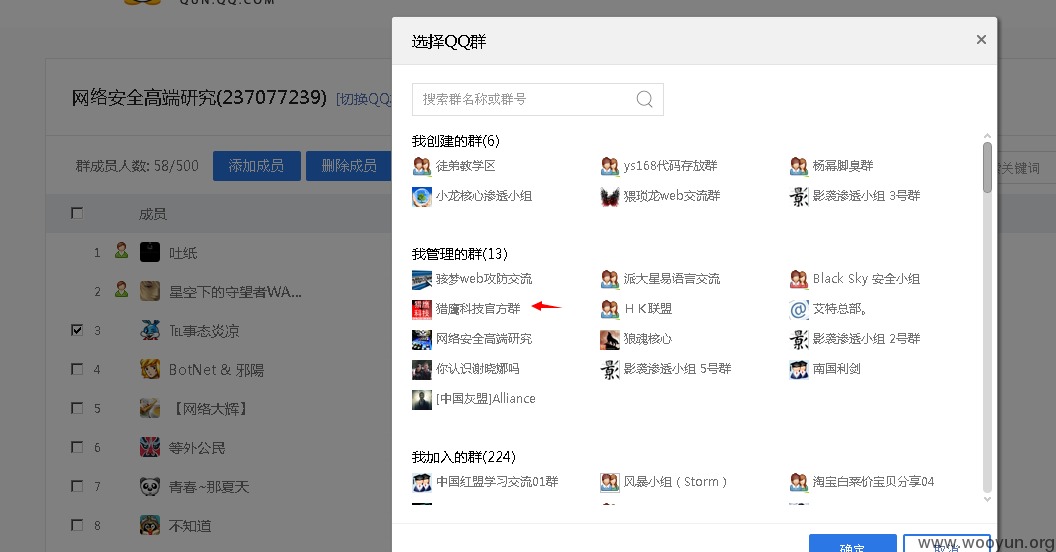 QUN.QQ.COM
选择QQ群
网络安全高端研究(237077239) [切换QQ
搜索群名称或群号
我创建的群(6)
群成员人数: 58/500 添加成员 删除成员
徒弟教学区 ys168代码存放群 杨幂脚臭群
关键词
小龙核心渗透小组 猥琐龙web交流群 影袭渗透小组 3号群
成员
我管理的群(13)
1 吐纸
骇梦web攻防交流 派大星易语言交流 Black Sky 安全小组
2 星空下的守望者WA...
猎鹰科技官方群 ＨＫ联盟 艾特总部。
3 ℡事态炎凉
网络安全高端研究 狼魂核心 影袭渗透小组 2号群
4 BotNet & 邪陽
你认识谢晓娜吗 影袭渗透小组 5号群 南国利剑
[中国灰盟]Alliance
5 【网络大辉】
6 等外公民
我加入的群(224)
7 青春~那夏天
中国红盟学习交流01群 风暴小组（Storm） 淘宝白菜价宝贝分享04
8 不知道
确定 取消
www.wooyun.org